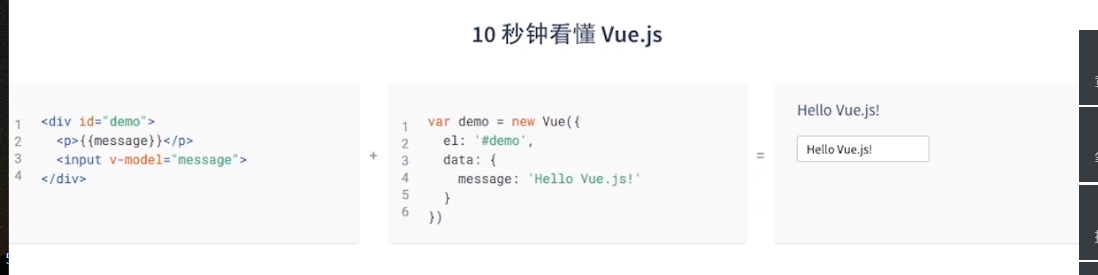 10 秒钟看懂 Vue.js
1 <div id="demo">
2 <p>{{message}}</p>
3 <input v-model="message">
4 </div>
+
1 var demo = new Vue({
2 el: '#demo',
3 data: {
4 message: 'Hello Vue.js!'
5 }
6 })
=
Hello Vue.js!
Hello Vue.js!